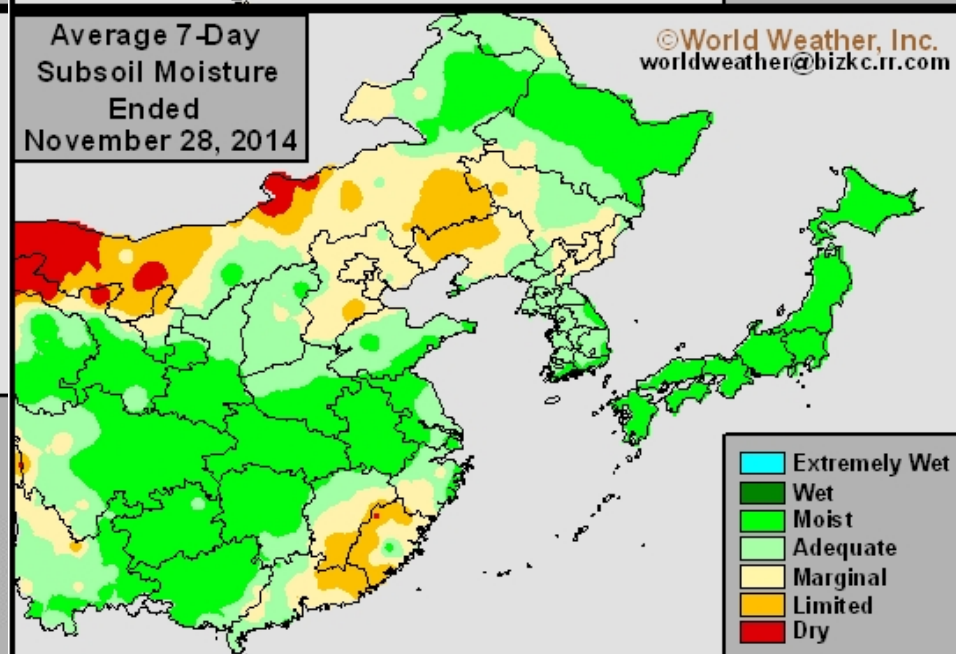 Average 7-Day
Subsoil Moisture
Ended
November 28, 2014
©World Weather, Inc.
worldweather@bizkc.rr.com
Extremely Wet
Wet
Moist
Adequate
Marginal
Limited
Dry